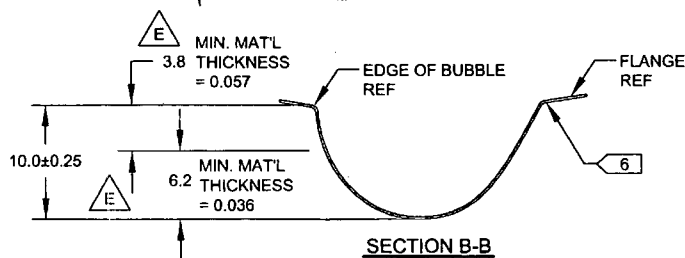 E
3.8 MIN. MAT'L
THICKNESS
= 0.057
EDGE OF BUBBLE
REF
FLANGE
REF
10.0±0.25
6.2 MIN. MAT'L
THICKNESS
= 0.036
E
6
SECTION B-B